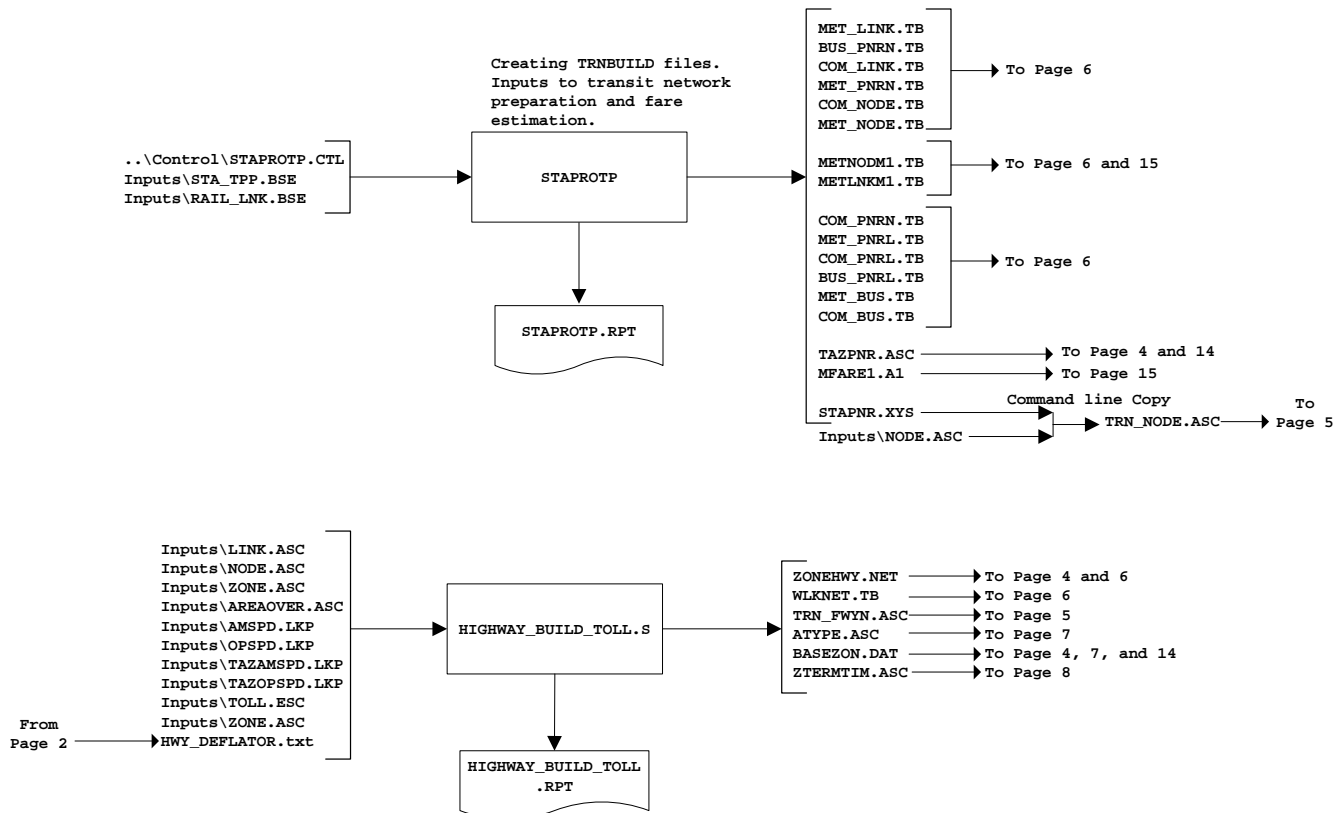 Creating TRNBUILD files.
Inputs to transit network
preparation and fare
estimation.
..\Control\STAPROTP.CTL
Inputs\STA_TPP.BSE
Inputs\RAIL_LNK.BSE
STAPROTP
STAPROTP.RPT
MET_LINK.TB
BUS_PNRN.TB
COM_LINK.TB
MET_PNRN.TB
COM_NODE.TB
MET_NODE.TB
To Page 6
METNODM1.TB
METLNKM1.TB
To Page 6 and 15
COM_PNRN.TB
MET_PNRL.TB
COM_PNRL.TB
BUS_PNRL.TB
MET_BUS.TB
COM_BUS.TB
To Page 6
TAZPNR.ASC
To Page 4 and 14
MFARE1.A1
To Page 15
STAPNR.XYS
Inputs\NODE.ASC
Command line Copy
TRN_NODE.ASC
To
Page 5
Inputs\LINK.ASC
Inputs\NODE.ASC
Inputs\ZONE.ASC
Inputs\AREAOVER.ASC
Inputs\AMSPD.LKP
Inputs\OPSPD.LKP
Inputs\TAZAMSPD.LKP
Inputs\TAZOPSPD.LKP
Inputs\TOLL.ESC
Inputs\ZONE.ASC
HWY_DEFLATOR.txt
From
Page 2
HIGHWAY_BUILD_TOLL.S
HIGHWAY_BUILD_TOLL
.RPT
ZONEHWY.NET
To Page 4 and 6
WLKNET.TB
To Page 6
TRN_FWYN.ASC
To Page 5
ATYPE.ASC
To Page 7
BASEZON.DAT
To Page 4, 7, and 14
ZTERMTIM.ASC
To Page 8